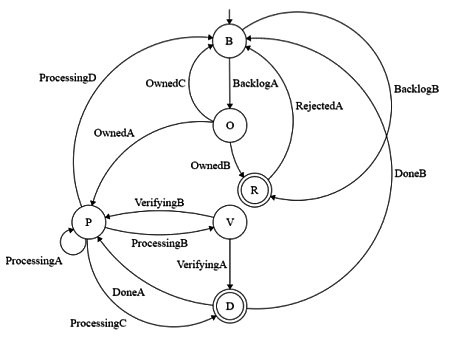 B
ProcessingD
OwnedC
BacklogA
BacklogB
RejectedA
O
OwnedA
OwnedB
DoneB
R
VerifyingB
P
V
ProcessingB
ProcessingA
VerifyingA
DoneA
D
ProcessingC